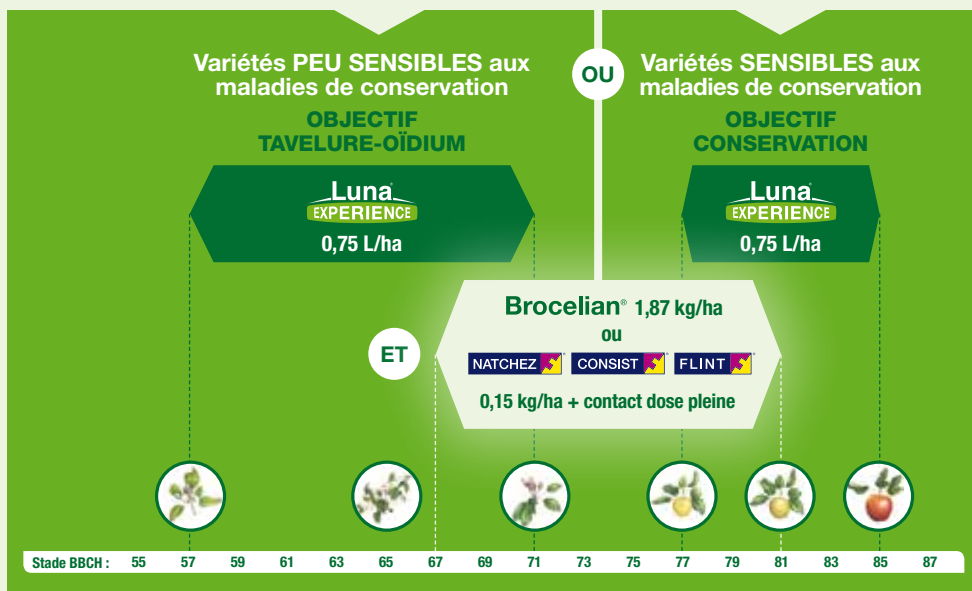 Variétés PEU SENSIBLES aux
maladies de conservation
OBJECTIF
TAVELURE-OÏDIUM
Luna
EXPERIENCE
0,75 L/ha
OU
Variétés SENSIBLES aux
maladies de conservation
OBJECTIF
CONSERVATION
Luna
EXPERIENCE
0,75 L/ha
ET
Brocelian® 1,87 kg/ha
ou
NATCHEZ® CONSIST® FLINT®
0,15 kg/ha + contact dose pleine
Stade BBCH : 55 57 59 61 63 65 67 69 71 73 75 77 79 81 83 85 87